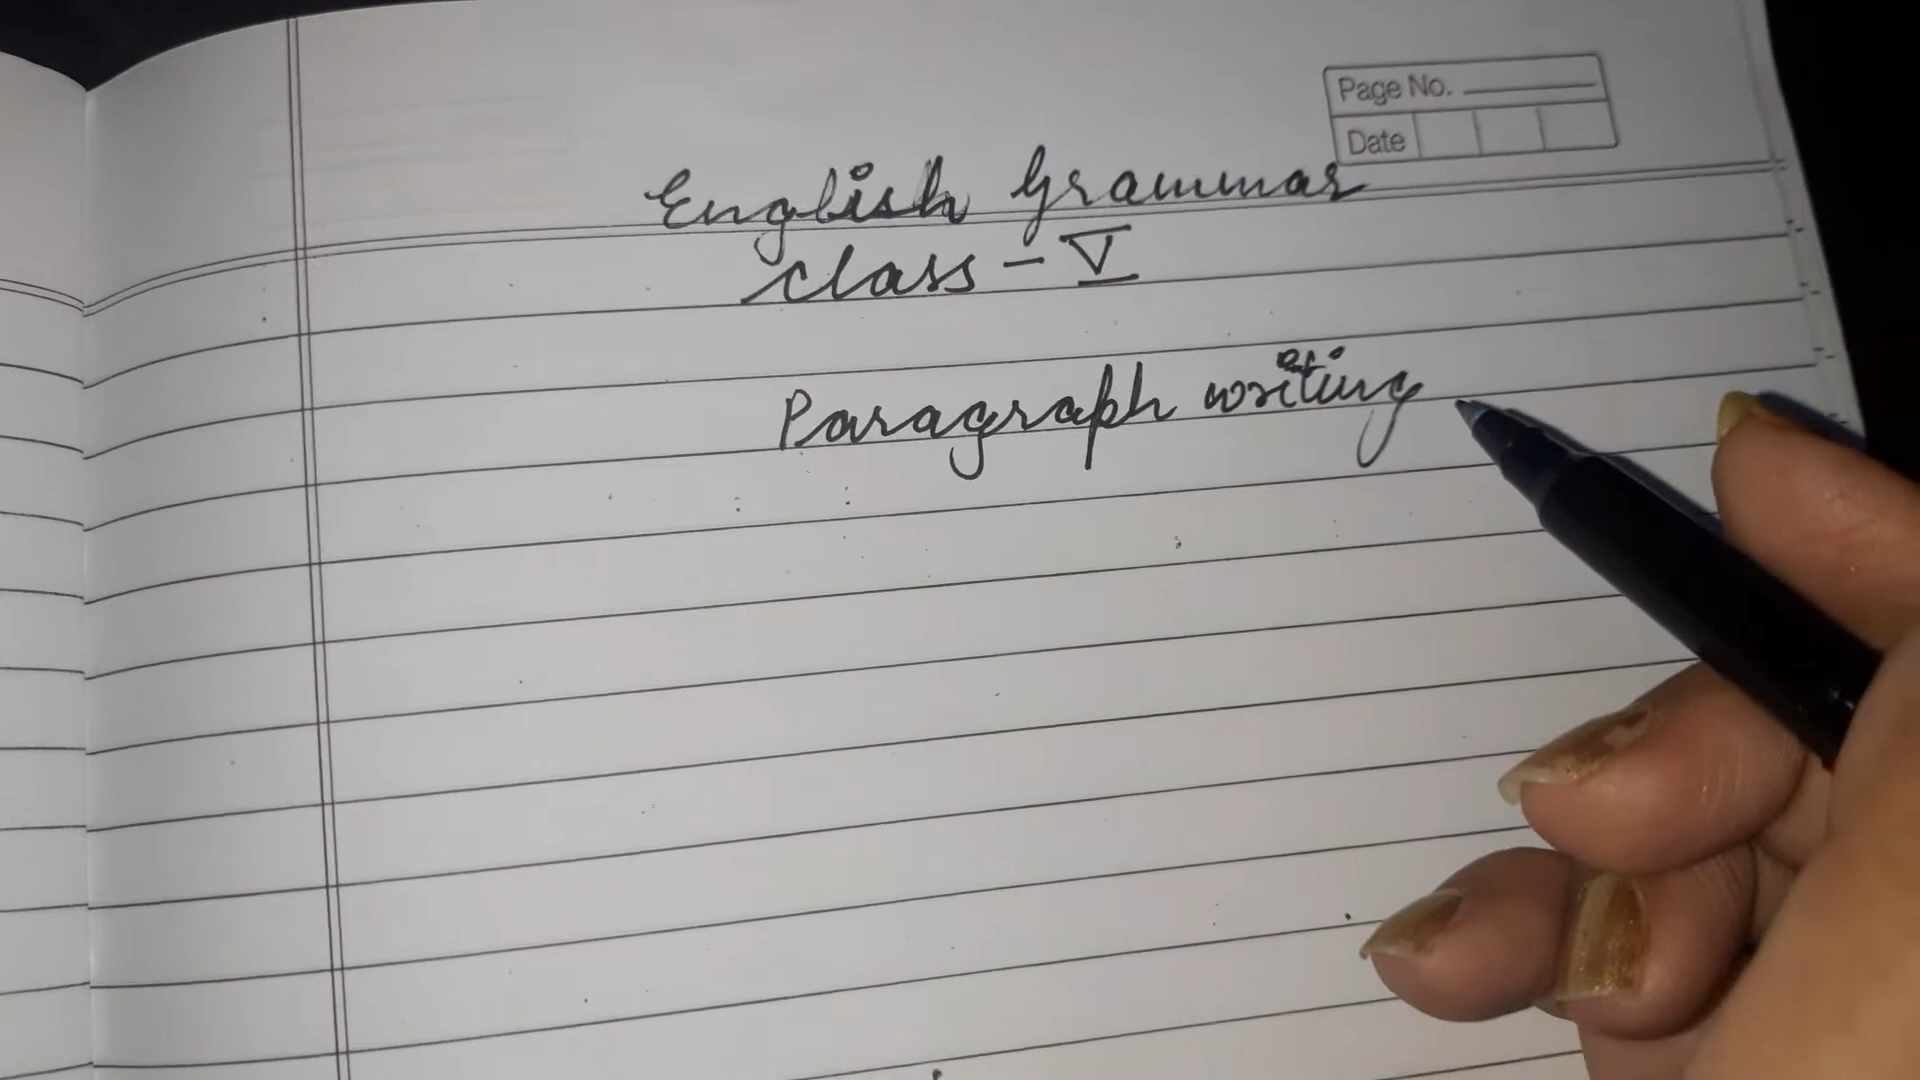 Page No.
Date
English Grammar
class - V
Paragraph writing